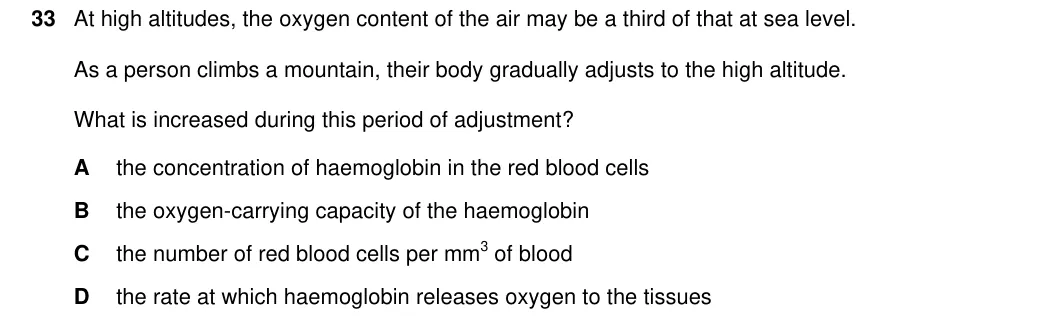 33 At high altitudes, the oxygen content of the air may be a third of that at sea level.
As a person climbs a mountain, their body gradually adjusts to the high altitude.
What is increased during this period of adjustment?
A the concentration of haemoglobin in the red blood cells
B the oxygen-carrying capacity of the haemoglobin
C the number of red blood cells per mm³ of blood
D the rate at which haemoglobin releases oxygen to the tissues